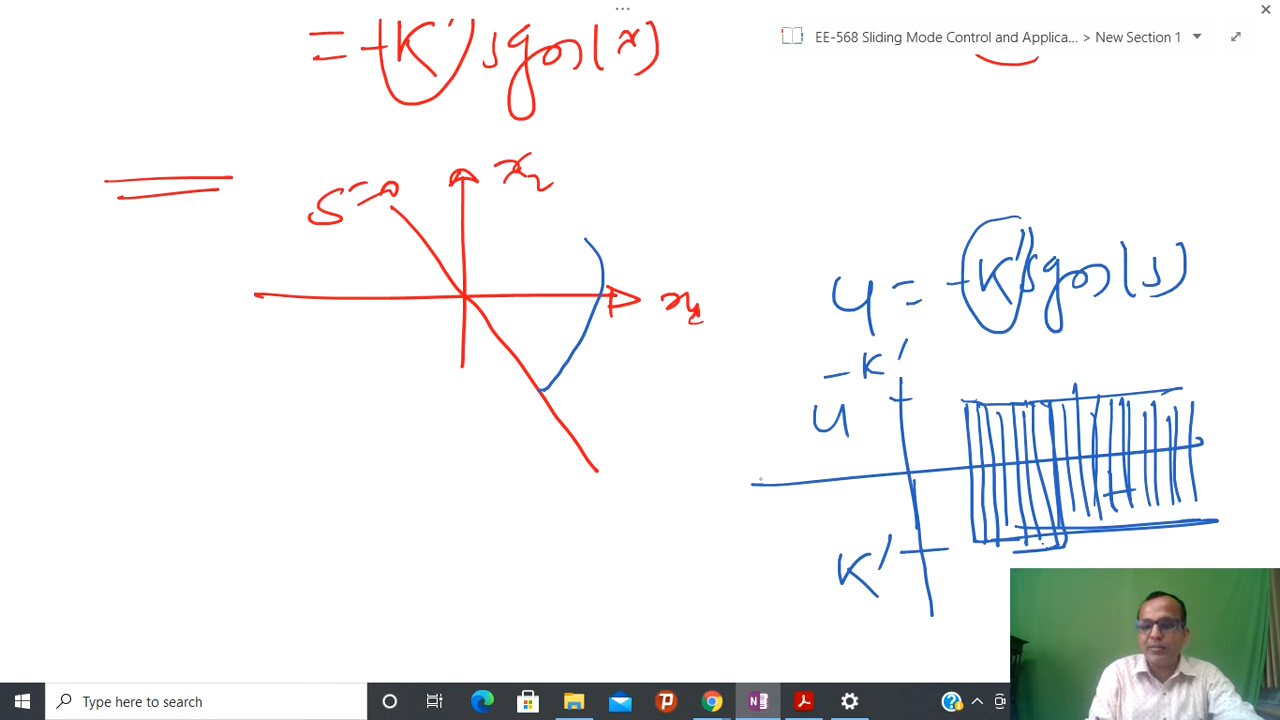 EE-568 Sliding Mode Control and Applica... > New Section 1
= -K' sgn(x)
x₂
S=0
x₁
u = -K' sgn(s)
-K'
u
t
K'
Type here to search